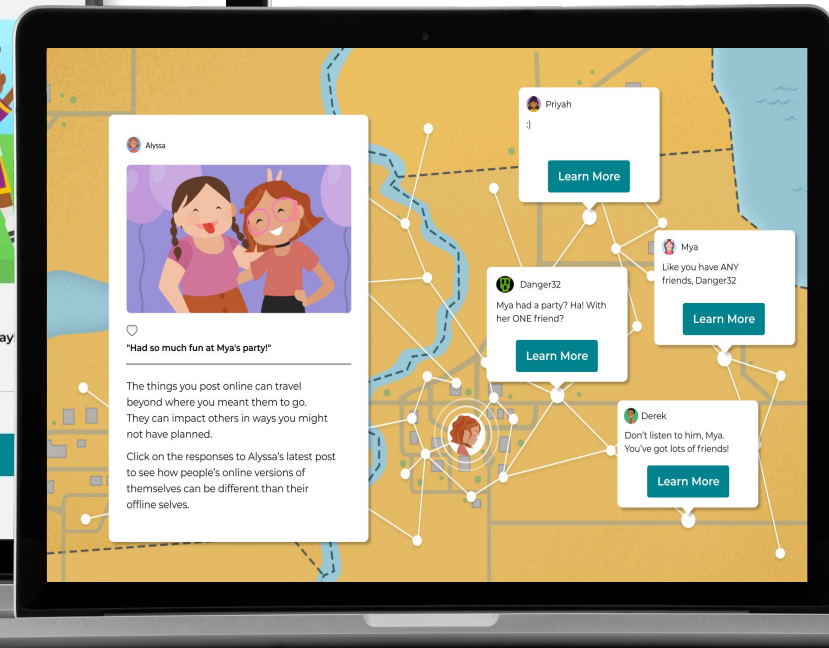 ay!
Alyssa
"Had so much fun at Mya's party!"
The things you post online can travel
beyond where you meant them to go.
They can impact others in ways you might
not have planned.
Click on the responses to Alyssa's latest post
to see how people's online versions of
themselves can be different than their
offline selves.
Priyah
:)
Learn More
Mya
Like you have ANY
friends, Danger32
Learn More
Danger32
Mya had a party? Ha! With
her ONE friend?
Learn More
Derek
Don't listen to him, Mya.
You've got lots of friends!
Learn More